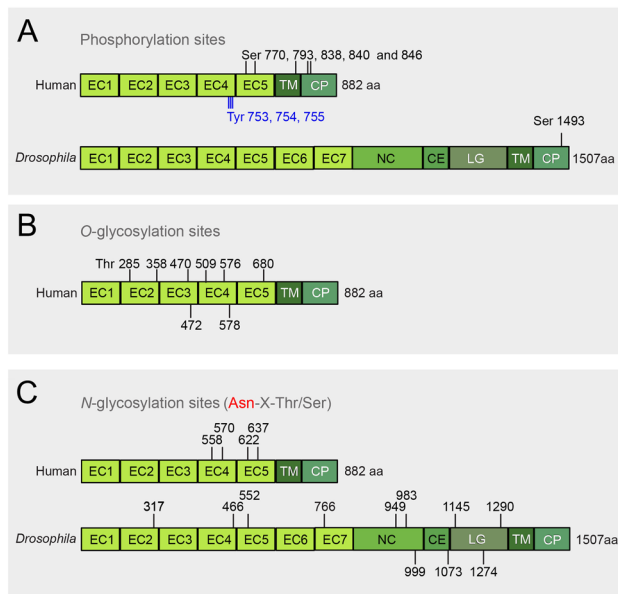 A
Phosphorylation sites
Ser 770, 793, 838, 840 and 846
Human EC1 EC2 EC3 EC4 EC5 TM CP 882 aa
Tyr 753, 754, 755
Ser 1493
Drosophila EC1 EC2 EC3 EC4 EC5 EC6 EC7 NC CE LG TM CP 1507aa
B
O-glycosylation sites
Thr 285 358 470 509 576 680
Human EC1 EC2 EC3 EC4 EC5 TM CP 882 aa
472 578
C
N-glycosylation sites (Asn-X-Thr/Ser)
570 637
558 622
Human EC1 EC2 EC3 EC4 EC5 TM CP 882 aa
552 983
317 466 766 949 1145 1290
Drosophila EC1 EC2 EC3 EC4 EC5 EC6 EC7 NC CE LG TM CP 1507aa
999 1073 1274